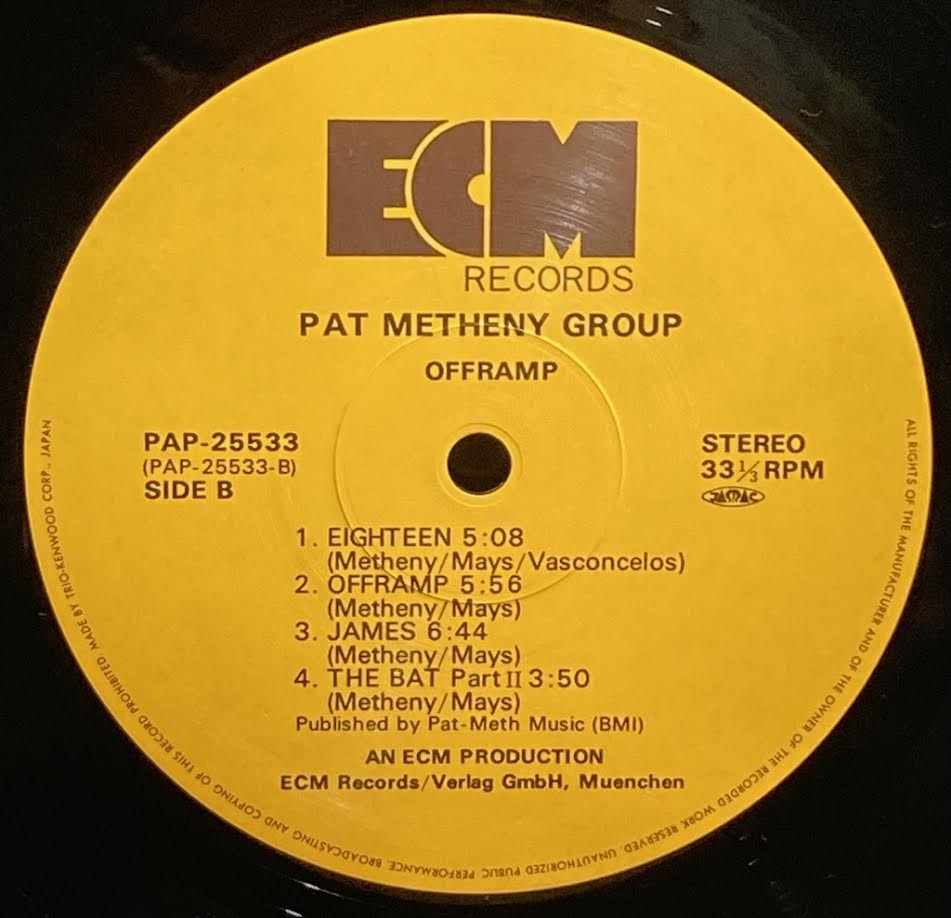 ECM
RECORDS
PAT METHENY GROUP
OFFRAMP
PAP-25533
(PAP-25533-B)
SIDE B
STEREO
33 1/3 RPM
JASRAC
1. EIGHTEEN 5:08
(Metheny/Mays/Vasconcelos)
2. OFFRAMP 5:56
(Metheny/Mays)
3. JAMES 6:44
(Metheny/Mays)
4. THE BAT Part II 3:50
(Metheny/Mays)
Published by Pat-Meth Music (BMI)
AN ECM PRODUCTION
ECM Records/Verlag GmbH, Muenchen
ALL RIGHTS OF THE MANUFACTURER AND OF THE OWNER OF THE RECORDED WORK RESERVED. UNAUTHORIZED PUBLIC PERFORMANCE, BROADCASTING AND COPYING OF THIS RECORD PROHIBITED. MADE BY TRIO-KENWOOD CORP., JAPAN